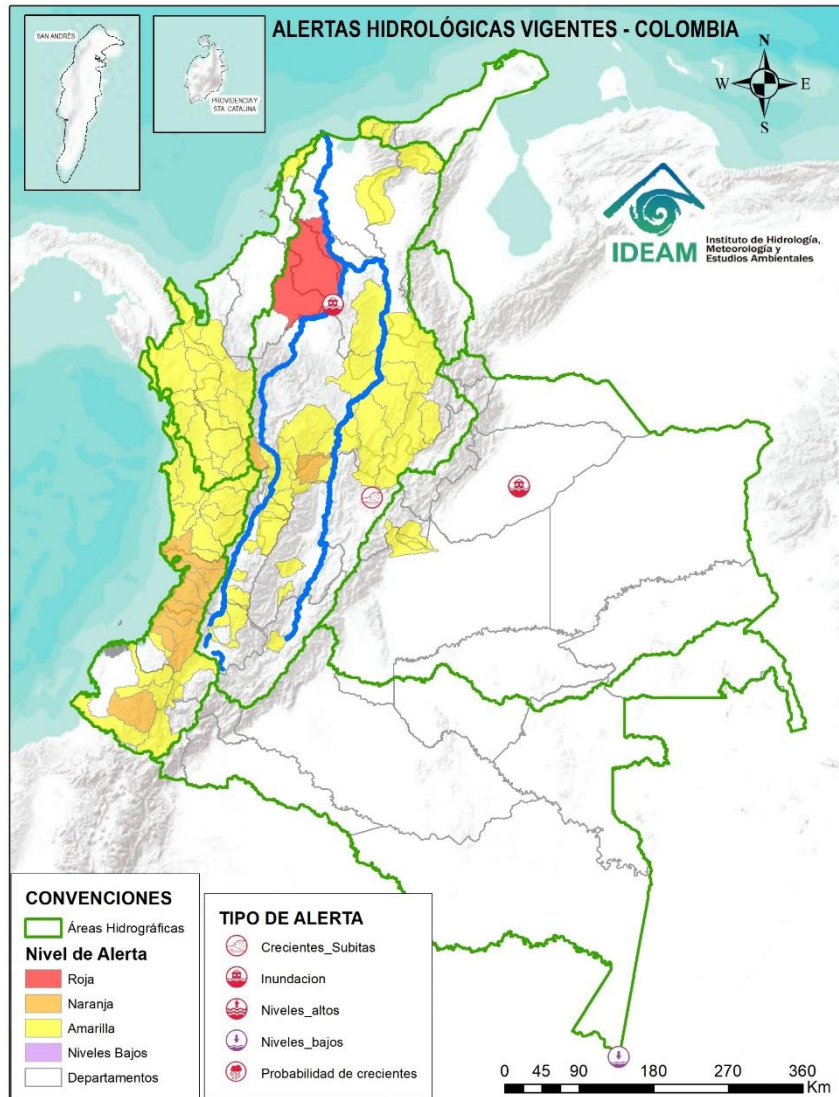 ALERTAS HIDROLÓGICAS VIGENTES - COLOMBIA
SAN ANDRÉS
PROVIDENCIA Y
STA. CATALINA
N
W
E
S
IDEAM
Instituto de Hidrología,
Meteorología y
Estudios Ambientales
CONVENCIONES
Áreas Hidrográficas
Nivel de Alerta
Roja
Naranja
Amarilla
Niveles Bajos
Departamentos
TIPO DE ALERTA
Crecientes_Subitas
Inundacion
Niveles_altos
Niveles_bajos
Probabilidad de crecientes
0 45 90 180 270 360
Km